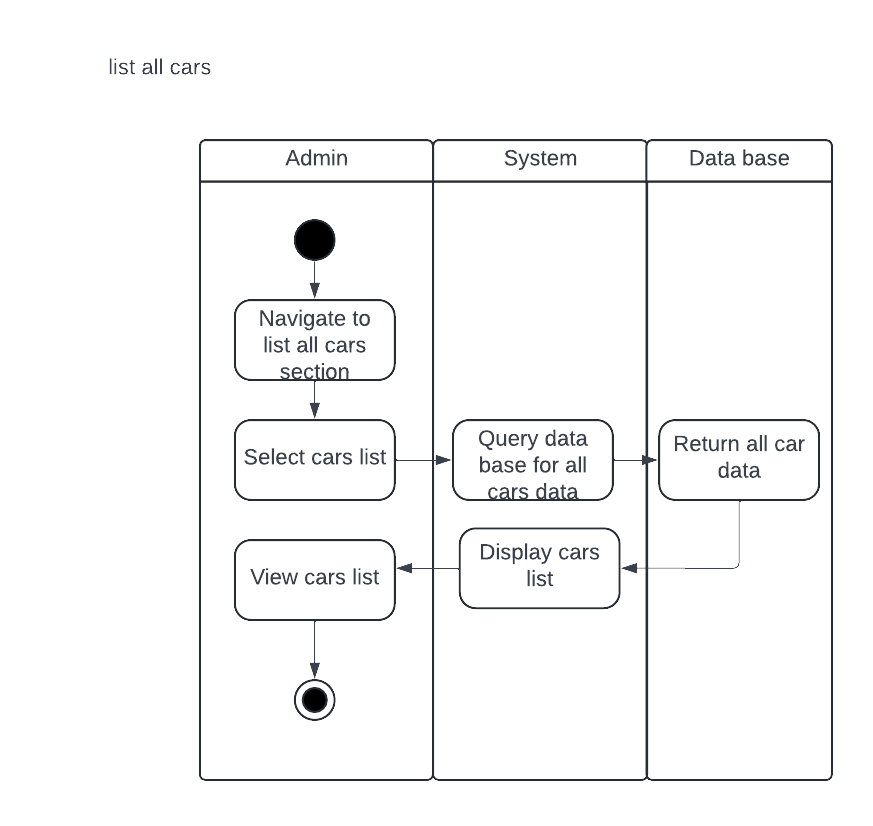 list all cars
Admin
System
Data base
Navigate to
list all cars
section
Select cars list
Query data
base for all
cars data
Return all car
data
View cars list
Display cars
list